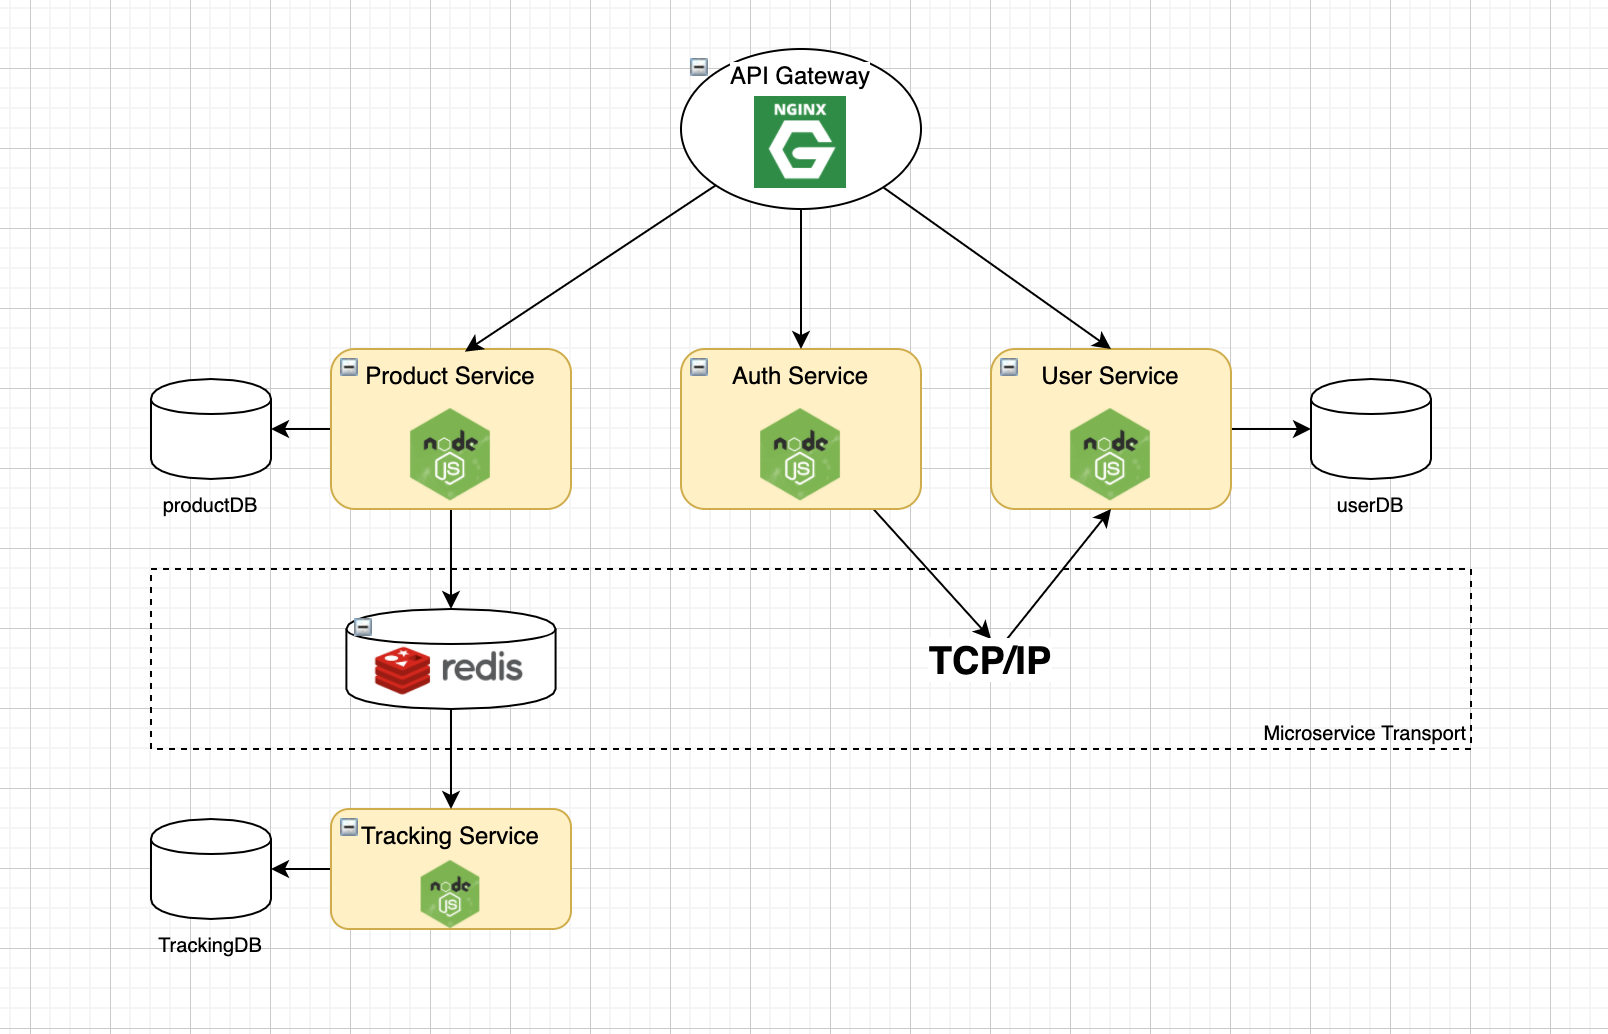 API Gateway
NGINX
Product Service
Auth Service
User Service
node
JS
node
JS
node
JS
productDB
userDB
redis
TCP/IP
Microservice Transport
Tracking Service
node
JS
TrackingDB